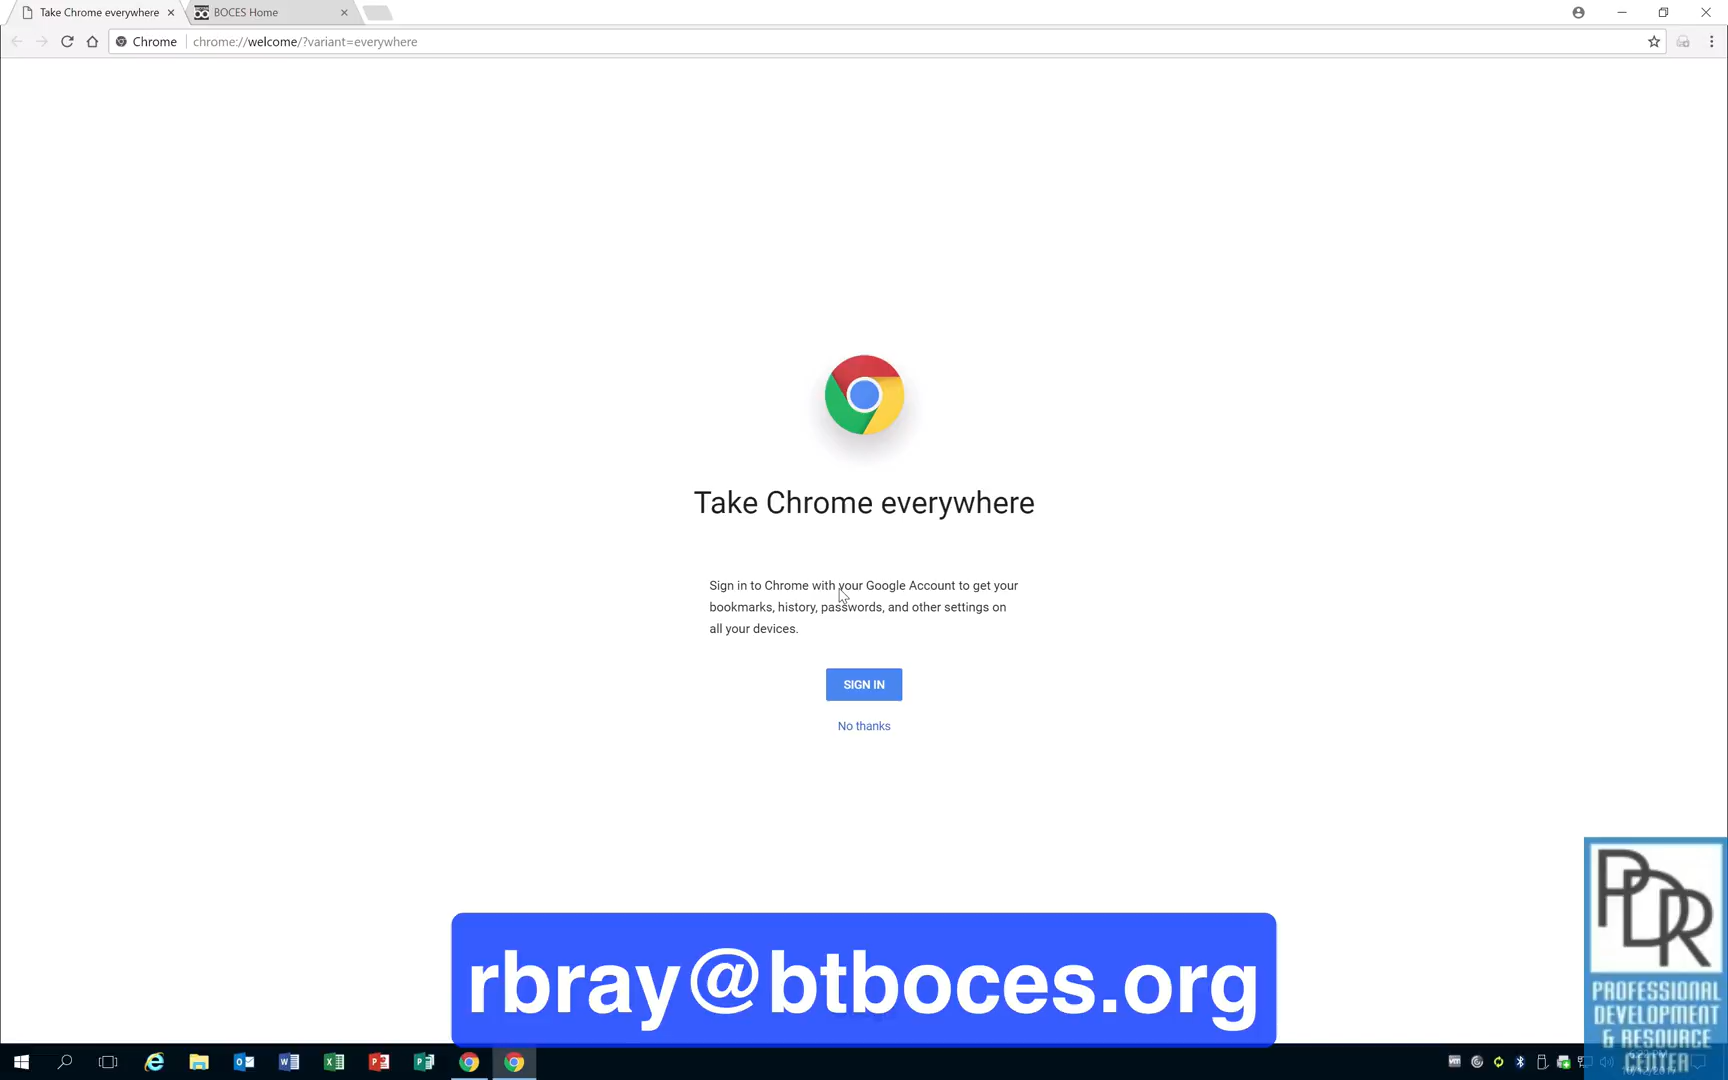 Take Chrome everywhere
BOCES Home
Chrome
chrome://welcome/?variant=everywhere
Take Chrome everywhere
Sign in to Chrome with your Google Account to get your
bookmarks, history, passwords, and other settings on
all your devices.
SIGN IN
No thanks
rbray@btboces.org
PDR
PROFESSIONAL
DEVELOPMENT
& RESOURCE
CENTER